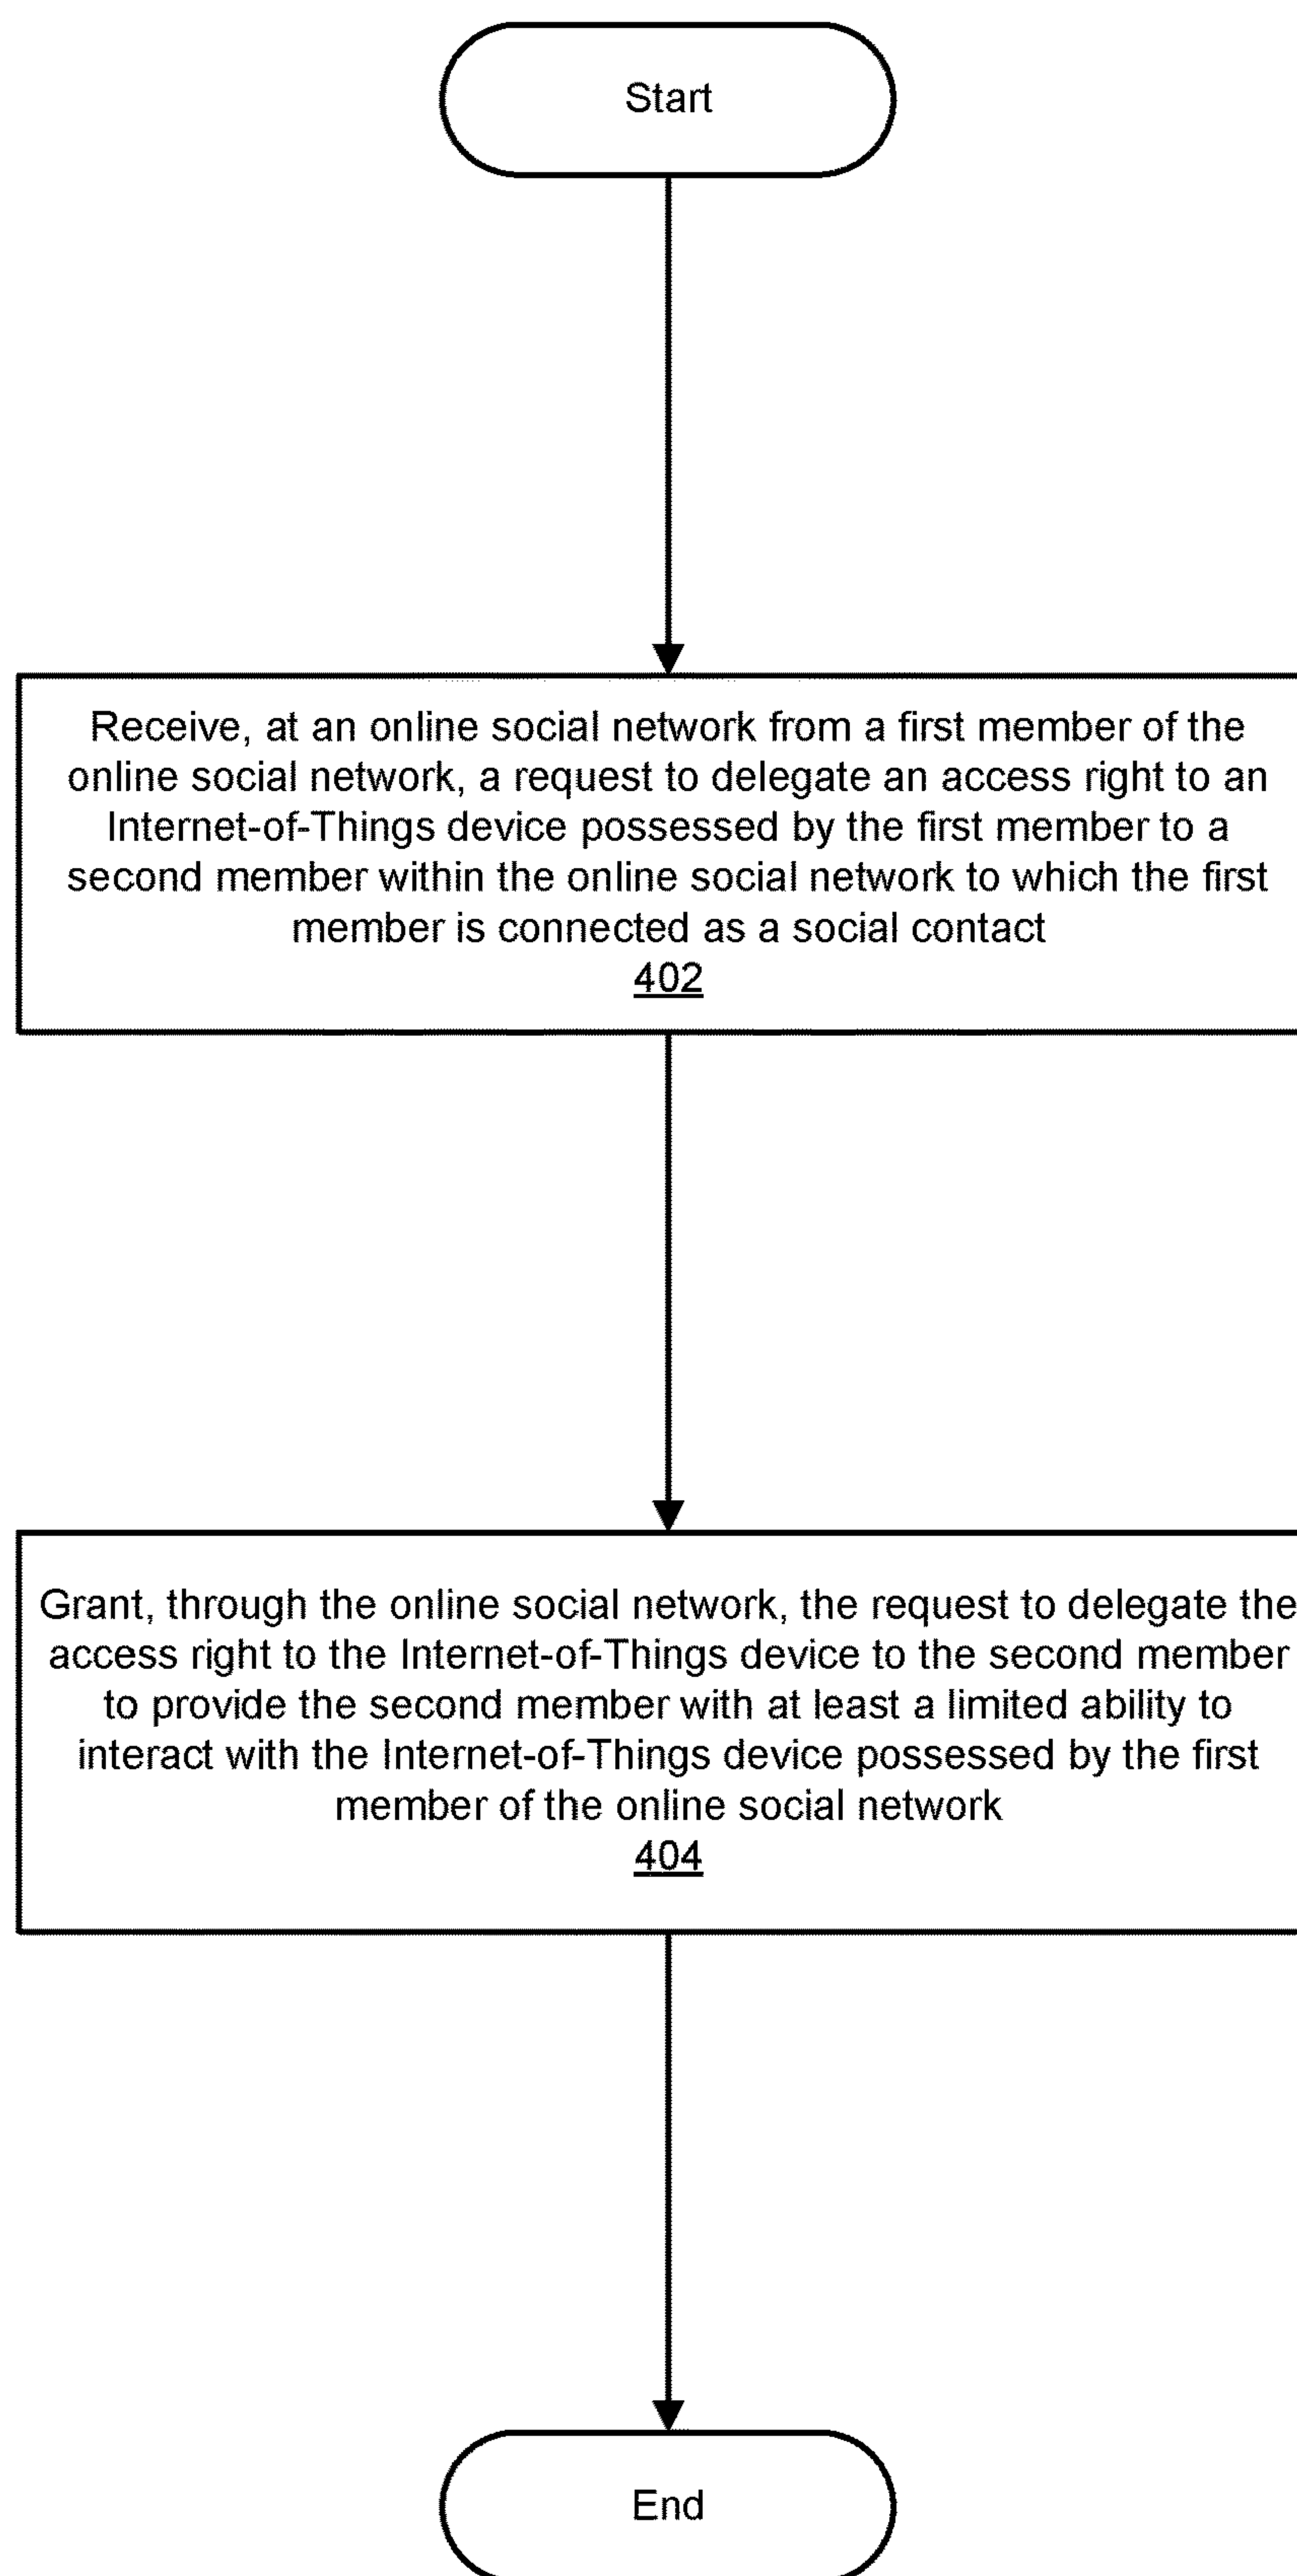 Start
Receive, at an online social network from a first member of the
online social network, a request to delegate an access right to an
Internet-of-Things device possessed by the first member to a
second member within the online social network to which the first
member is connected as a social contact
402
Grant, through the online social network, the request to delegate the
access right to the Internet-of-Things device to the second member
to provide the second member with at least a limited ability to
interact with the Internet-of-Things device possessed by the first
member of the online social network
404
End